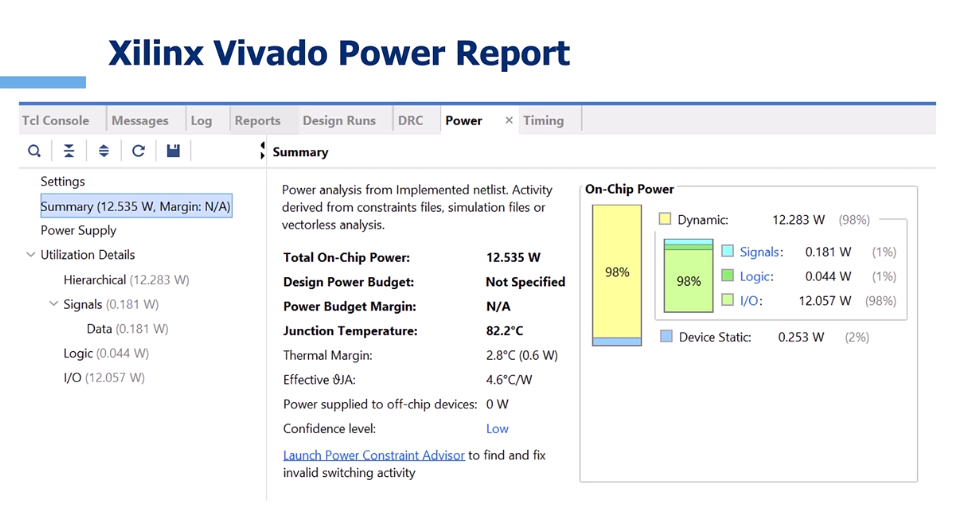 Xilinx Vivado Power Report
Tcl Console Messages Log Reports Design Runs DRC Power × Timing
Summary
Settings
Summary (12.535 W, Margin: N/A)
Power Supply
Utilization Details
Hierarchical (12.283 W)
Signals (0.181 W)
Data (0.181 W)
Logic (0.044 W)
I/O (12.057 W)
Power analysis from Implemented netlist. Activity
derived from constraints files, simulation files or
vectorless analysis.
Total On-Chip Power: 12.535 W
Design Power Budget: Not Specified
Power Budget Margin: N/A
Junction Temperature: 82.2°C
Thermal Margin: 2.8°C (0.6 W)
Effective ϑJA: 4.6°C/W
Power supplied to off-chip devices: 0 W
Confidence level: Low
Launch Power Constraint Advisor to find and fix
invalid switching activity
On-Chip Power
Dynamic: 12.283 W (98%)
Signals: 0.181 W (1%)
98%
Logic: 0.044 W (1%)
98%
I/O: 12.057 W (98%)
Device Static: 0.253 W (2%)